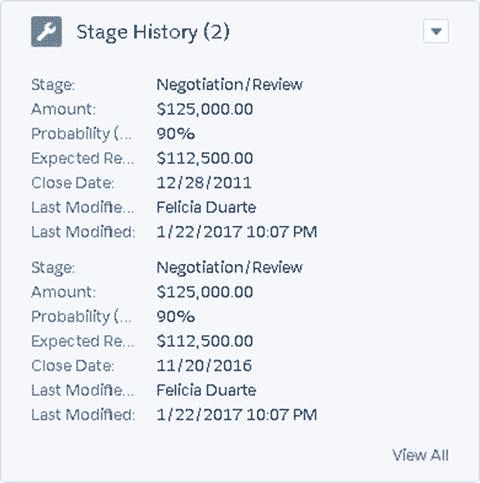 Stage History (2)
Stage: Negotiation/Review
Amount: $125,000.00
Probability (... 90%
Expected Re... $112,500.00
Close Date: 12/28/2011
Last Modifie... Felicia Duarte
Last Modified: 1/22/2017 10:07 PM
Stage: Negotiation/Review
Amount: $125,000.00
Probability (... 90%
Expected Re... $112,500.00
Close Date: 11/20/2016
Last Modifie... Felicia Duarte
Last Modified: 1/22/2017 10:07 PM
View All